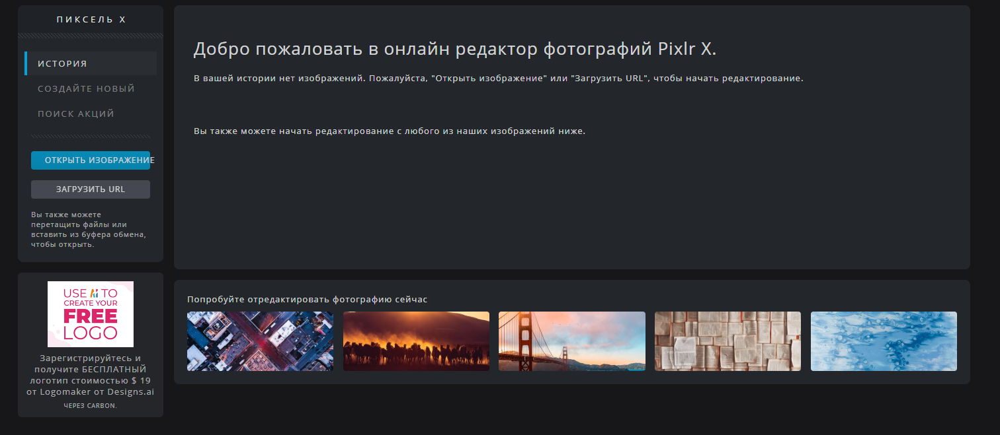 ПИКСЕЛЬ X
ИСТОРИЯ
СОЗДАЙТЕ НОВЫЙ
ПОИСК АКЦИЙ
ОТКРЫТЬ ИЗОБРАЖЕНИЕ
ЗАГРУЗИТЬ URL
Вы также можете
перетащить файлы или
вставить из буфера обмена,
чтобы открыть.
USE Ai TO
CREATE YOUR
FREE
LOGO
Зарегистрируйтесь и
получите БЕСПЛАТНЫЙ
логотип стоимостью $ 19
от Logomaker от Designs.ai
ЧЕРЕЗ CARBON.
Добро пожаловать в онлайн редактор фотографий Pixlr X.
В вашей истории нет изображений. Пожалуйста, "Открыть изображение" или "Загрузить URL", чтобы начать редактирование.
Вы также можете начать редактирование с любого из наших изображений ниже.
Попробуйте отредактировать фотографию сейчас